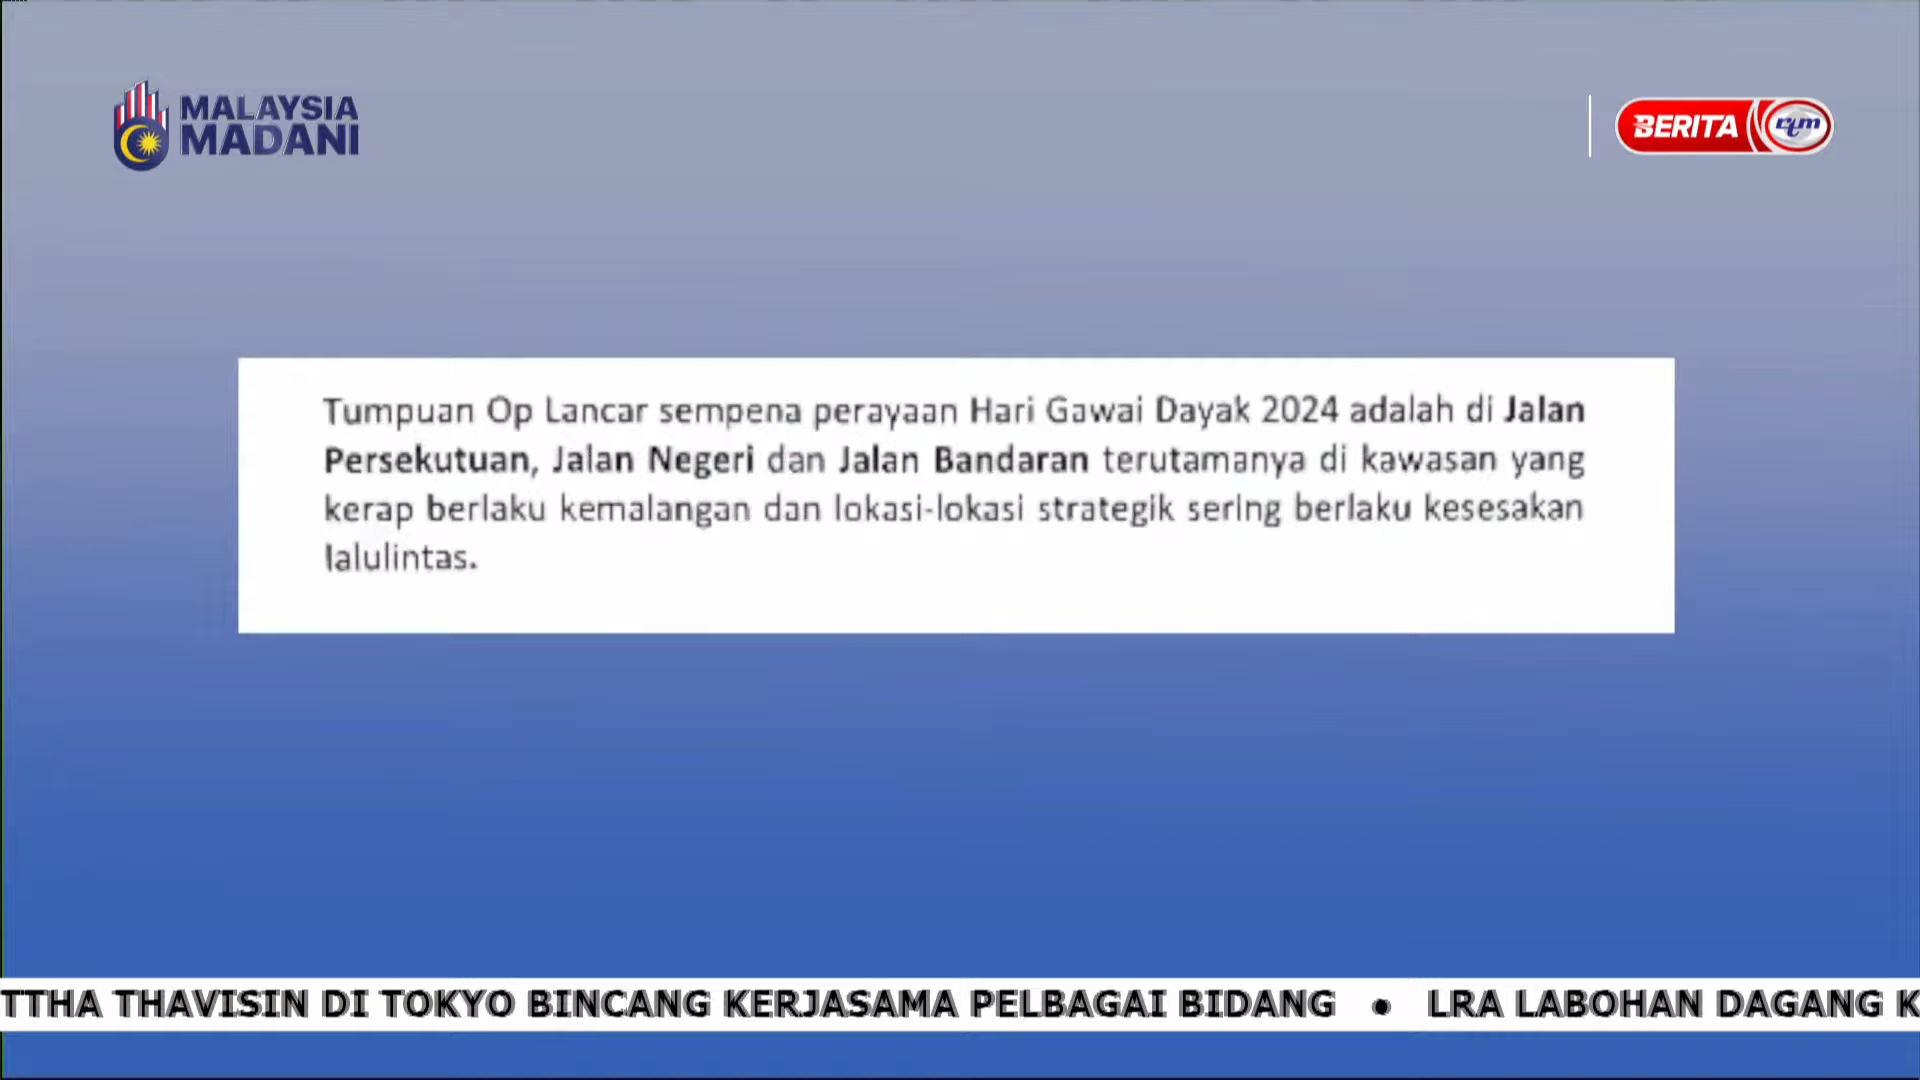 MALAYSIA
MADANI
BERITA rtm
Tumpuan Op Lancar sempena perayaan Hari Gawai Dayak 2024 adalah di Jalan
Persekutuan, Jalan Negeri dan Jalan Bandaran terutamanya di kawasan yang
kerap berlaku kemalangan dan lokasi-lokasi strategik sering berlaku kesesakan
lalulintas.
TTHA THAVISIN DI TOKYO BINCANG KERJASAMA PELBAGAI BIDANG • LRA LABOHAN DAGANG K